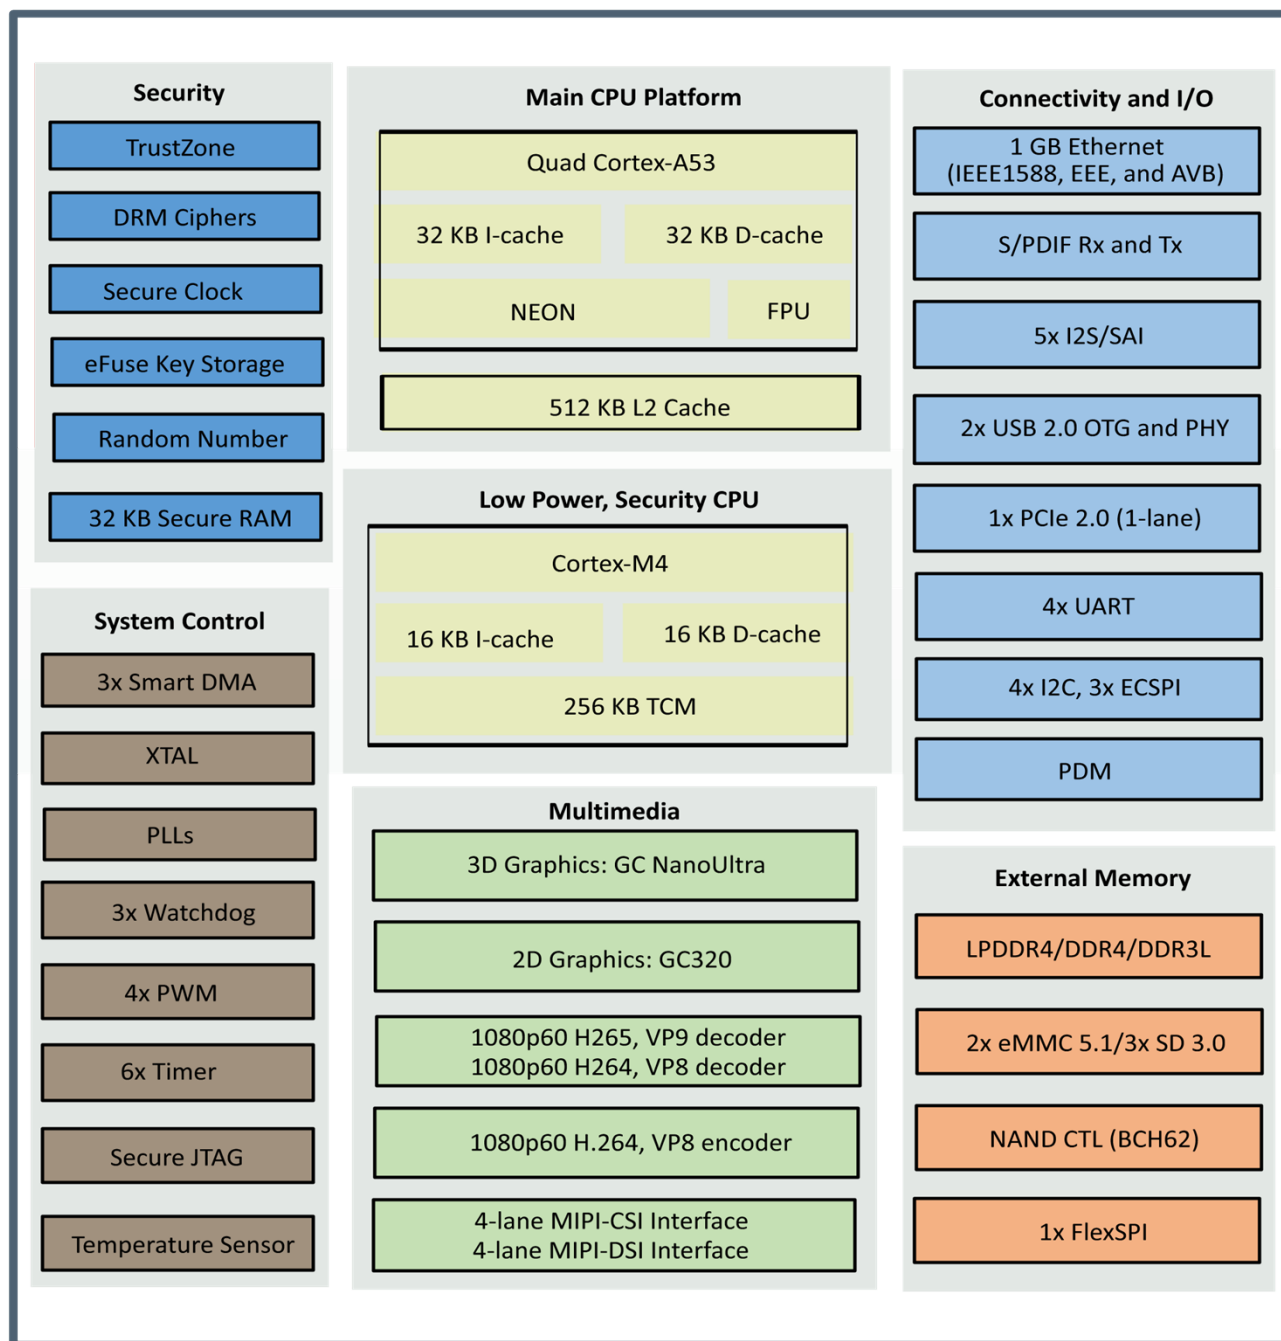 Security
TrustZone
DRM Ciphers
Secure Clock
eFuse Key Storage
Random Number
32 KB Secure RAM
System Control
3x Smart DMA
XTAL
PLLs
3x Watchdog
4x PWM
6x Timer
Secure JTAG
Temperature Sensor
Main CPU Platform
Quad Cortex-A53
32 KB I-cache
32 KB D-cache
NEON
FPU
512 KB L2 Cache
Low Power, Security CPU
Cortex-M4
16 KB I-cache
16 KB D-cache
256 KB TCM
Multimedia
3D Graphics: GC NanoUltra
2D Graphics: GC320
1080p60 H265, VP9 decoder
1080p60 H264, VP8 decoder
1080p60 H.264, VP8 encoder
4-lane MIPI-CSI Interface
4-lane MIPI-DSI Interface
Connectivity and I/O
1 GB Ethernet
(IEEE1588, EEE, and AVB)
S/PDIF Rx and Tx
5x I2S/SAI
2x USB 2.0 OTG and PHY
1x PCIe 2.0 (1-lane)
4x UART
4x I2C, 3x ECSPI
PDM
External Memory
LPDDR4/DDR4/DDR3L
2x eMMC 5.1/3x SD 3.0
NAND CTL (BCH62)
1x FlexSPI